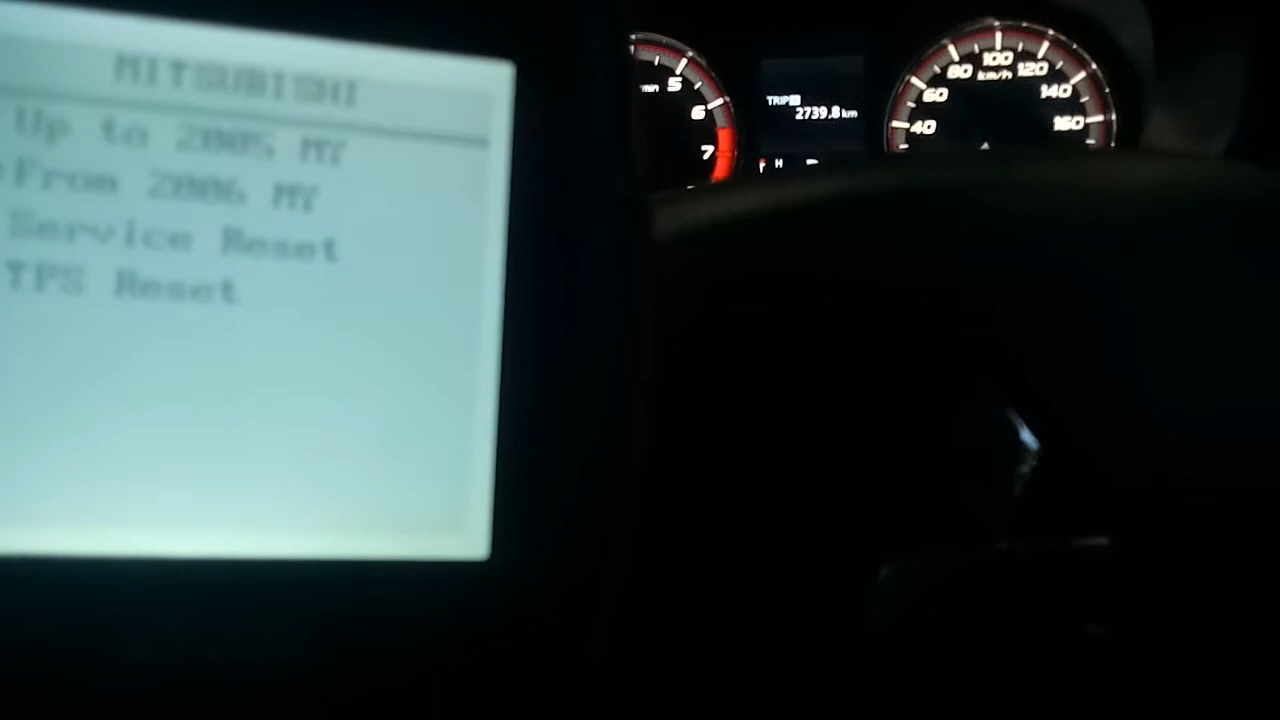 MITSUBISHI
Up to 2005 MY
From 2006 MY
Service Reset
TPS Reset
5
6
7
TRIP
2739.8 km
H
40
60
80
100
120
140
160
km/h